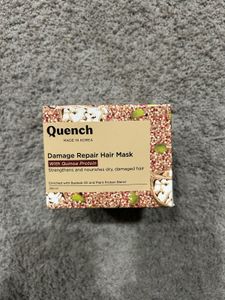 Quench
MADE IN KOREA
Damage Repair Hair Mask
With Quinoa Protein
Strengthens and nourishes dry, damaged hair
Enriched with Baobab Oil and Plant Protein Blend